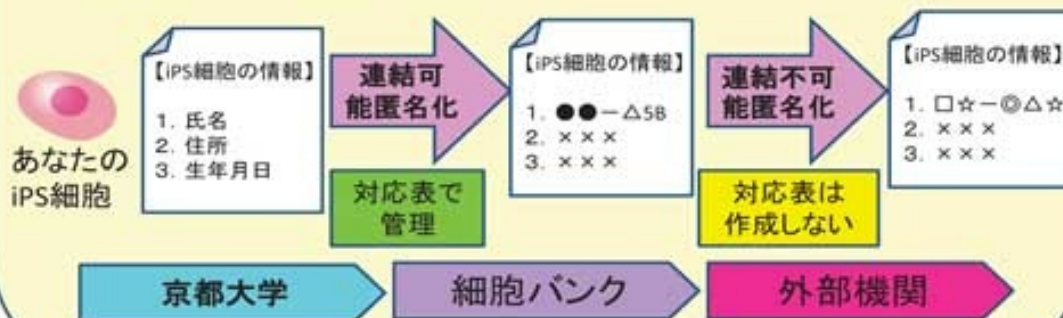 あなたの
iPS細胞
【iPS細胞の情報】
1. 氏名
2. 住所
3. 生年月日
連結可
能匿名化
対応表で
管理
【iPS細胞の情報】
1. ●●－△58
2. ×××
3. ×××
連結不可
能匿名化
対応表は
作成しない
【iPS細胞の情報】
1. □☆－◎△☆
2. ×××
3. ×××
京都大学
細胞バンク
外部機関